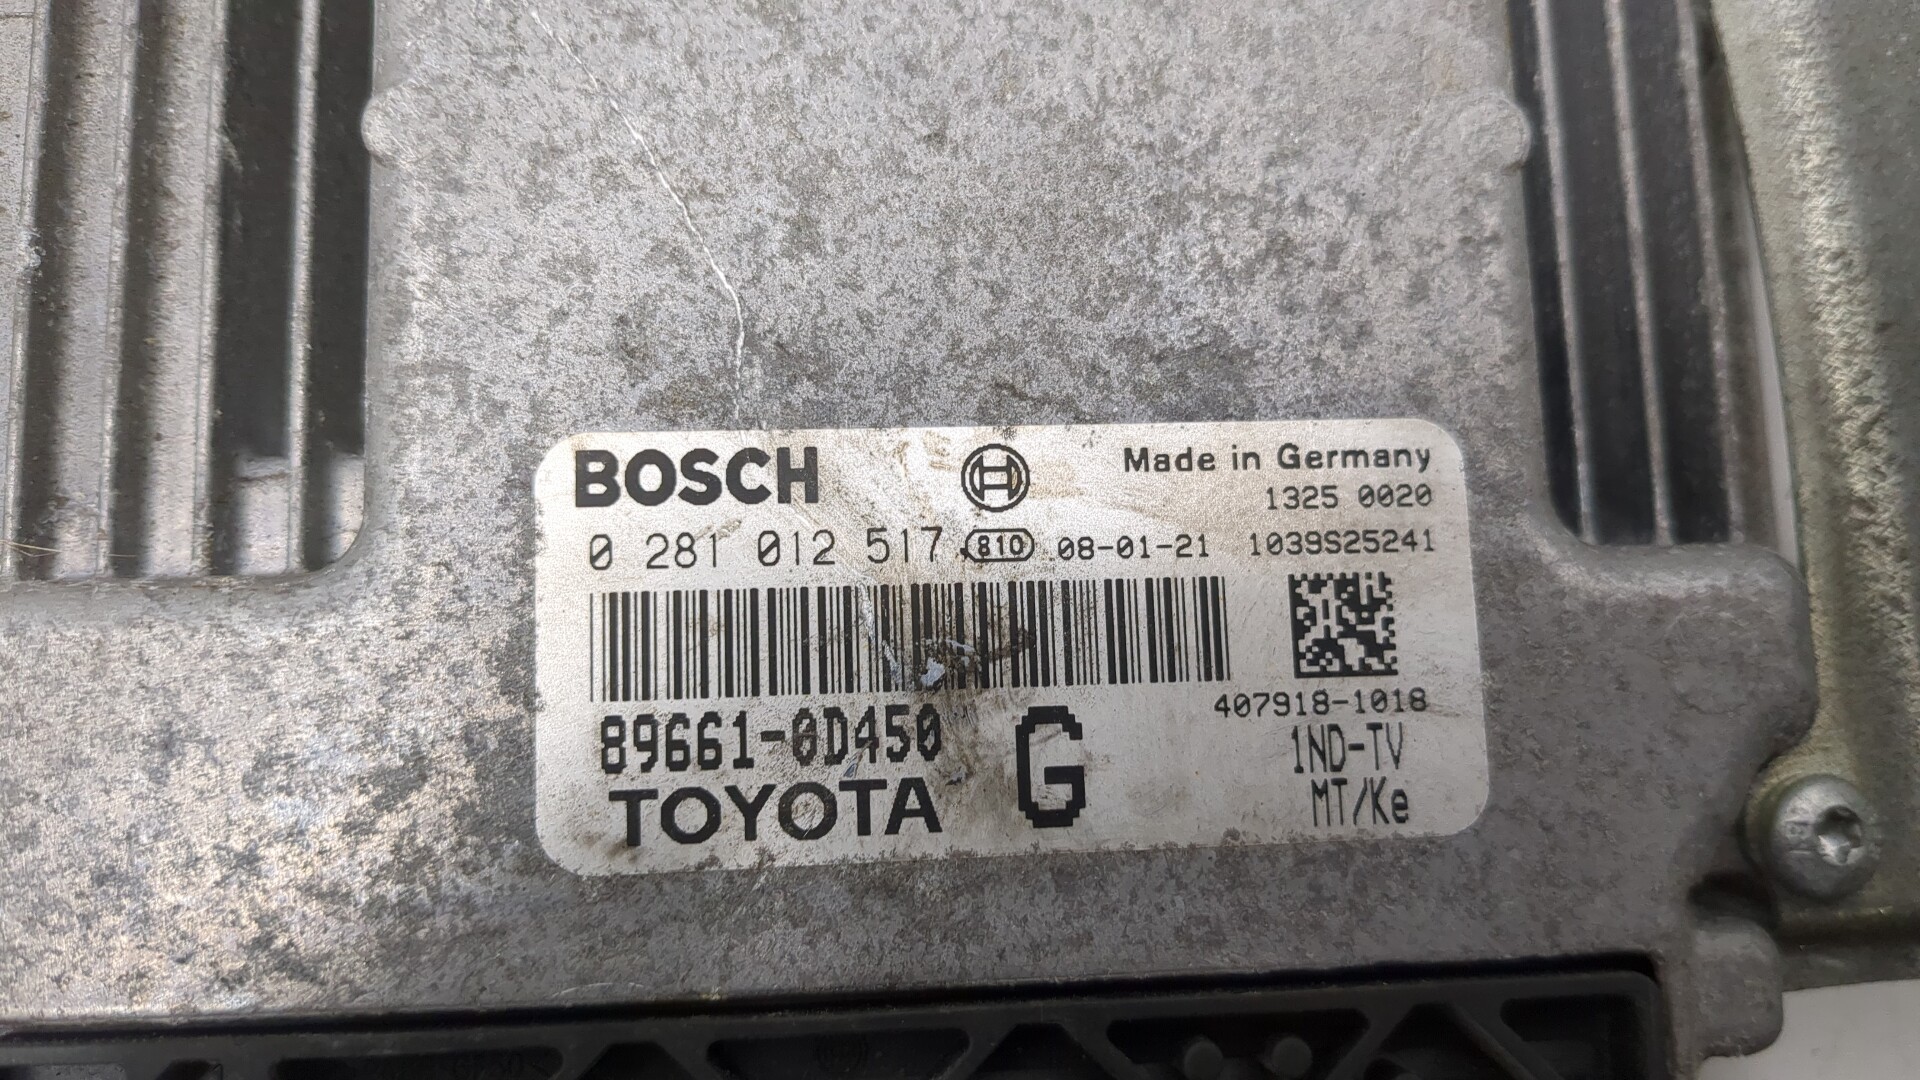 BOSCH
Made in Germany
1325 0020
0 281 012 517 810 08-01-21 1039S25241
407918-1018
89661-0D450
TOYOTA
G
1ND-TV
MT/Ke